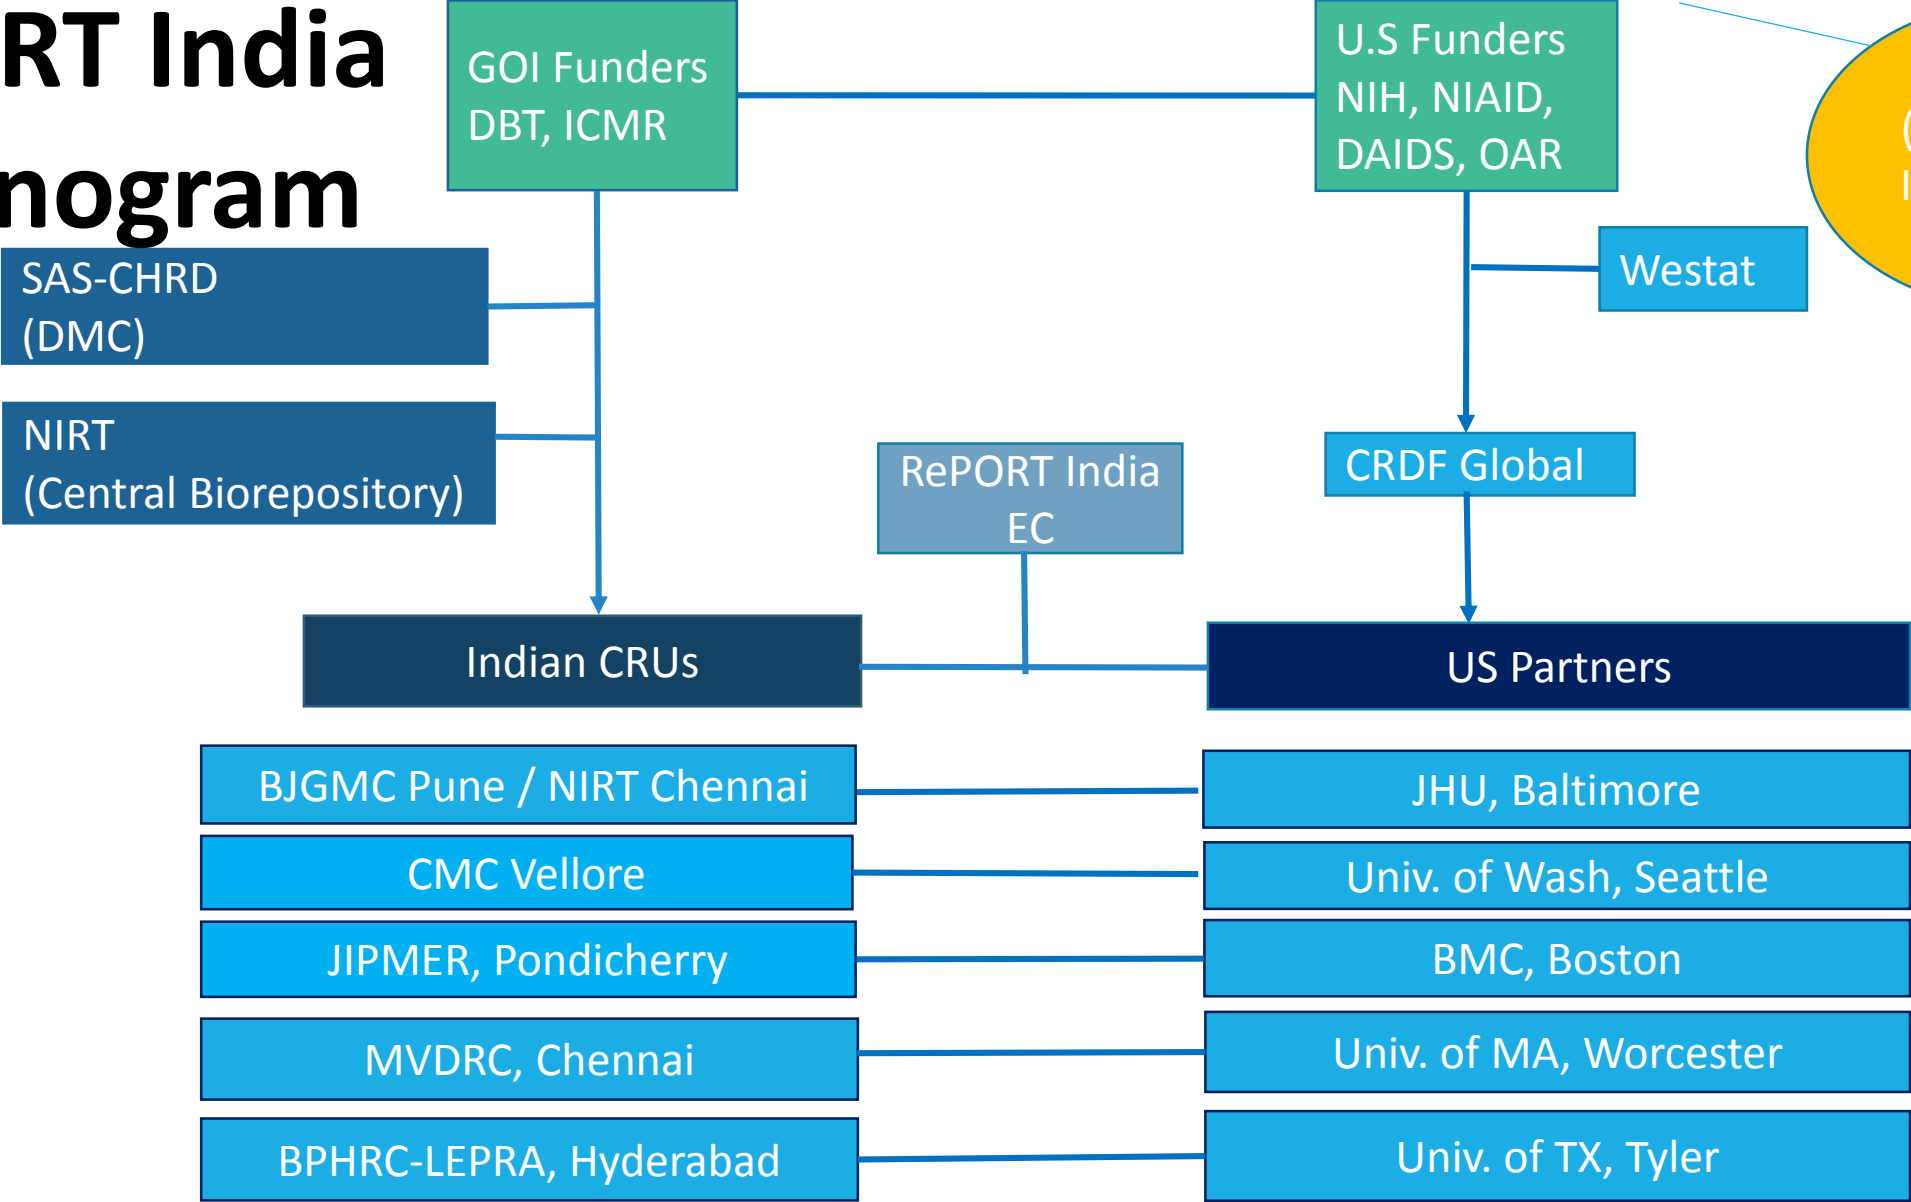 RT India
nogram
GOI Funders
DBT, ICMR
U.S Funders
NIH, NIAID,
DAIDS, OAR
SAS-CHRD
(DMC)
Westat
NIRT
(Central Biorepository)
RePORT India
EC
CRDF Global
Indian CRUs
US Partners
BJGMC Pune / NIRT Chennai
JHU, Baltimore
CMC Vellore
Univ. of Wash, Seattle
JIPMER, Pondicherry
BMC, Boston
MVDRC, Chennai
Univ. of MA, Worcester
BPHRC-LEPRA, Hyderabad
Univ. of TX, Tyler